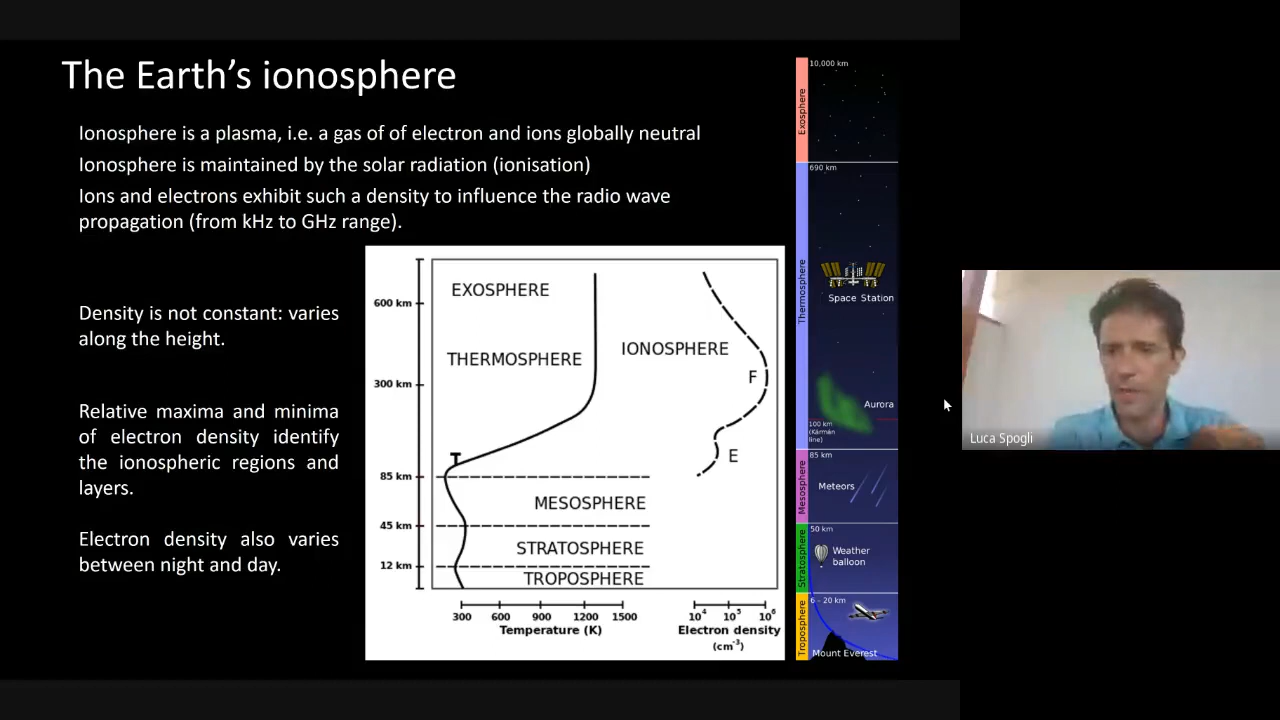 The Earth's ionosphere
Ionosphere is a plasma, i.e. a gas of of electron and ions globally neutral
Ionosphere is maintained by the solar radiation (ionisation)
Ions and electrons exhibit such a density to influence the radio wave
propagation (from kHz to GHz range).
Density is not constant: varies
along the height.
Relative maxima and minima
of electron density identify
the ionospheric regions and
layers.
Electron density also varies
between night and day.
600 km
300 km
85 km
45 km
12 km
EXOSPHERE
THERMOSPHERE
IONOSPHERE
F
E
T
MESOSPHERE
STRATOSPHERE
TROPOSPHERE
300 600 900 1200 1500
Temperature (K)
10⁴ 10⁵ 10⁶
Electron density
(cm⁻³)
10,000 km
Exosphere
690 km
Thermosphere
Space Station
Aurora
100 km
(Kármán
line)
85 km
Mesosphere
Meteors
50 km
Stratosphere
Weather
balloon
6 - 20 km
Troposphere
Mount Everest
Luca Spogli